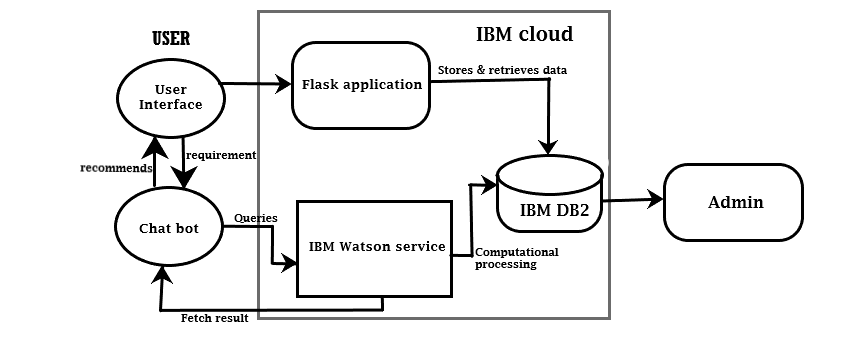 USER
IBM cloud
User
Interface
Flask application
Stores & retrieves data
recommends
requirement
Chat bot
Queries
IBM Watson service
Computational
processing
IBM DB2
Admin
Fetch result